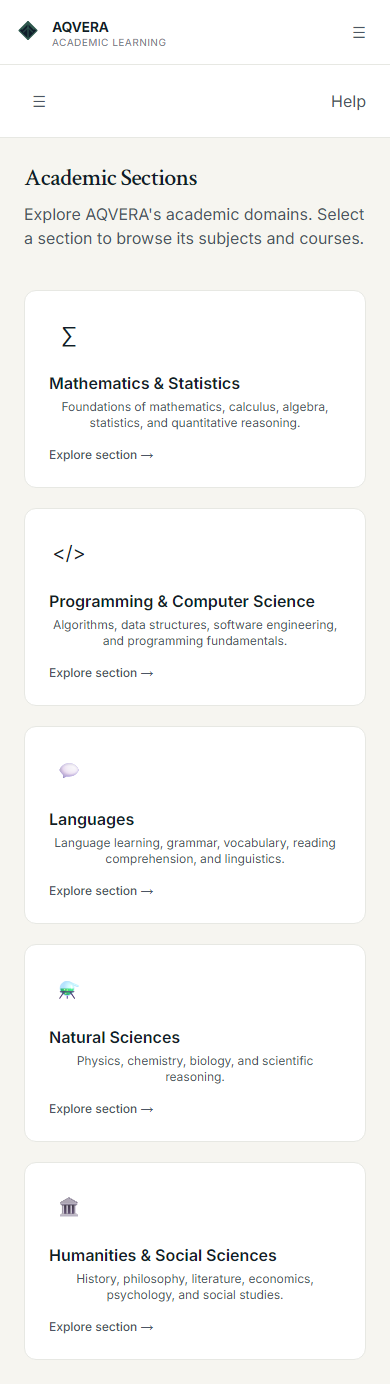 AQVERA
ACADEMIC LEARNING
☰
☰
Help
Academic Sections
Explore AQVERA's academic domains. Select
a section to browse its subjects and courses.
∑
Mathematics & Statistics
Foundations of mathematics, calculus, algebra,
statistics, and quantitative reasoning.
Explore section →
</>
Programming & Computer Science
Algorithms, data structures, software engineering,
and programming fundamentals.
Explore section →
Languages
Language learning, grammar, vocabulary, reading
comprehension, and linguistics.
Explore section →
Natural Sciences
Physics, chemistry, biology, and scientific
reasoning.
Explore section →
Humanities & Social Sciences
History, philosophy, literature, economics,
psychology, and social studies.
Explore section →